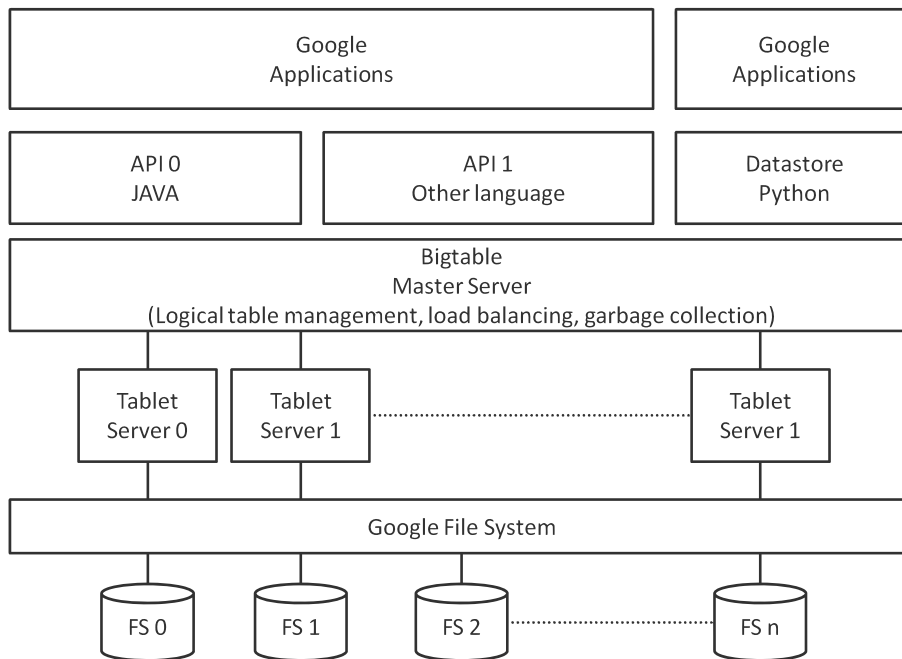 Google
Applications
Google
Applications
API 0
JAVA
API 1
Other language
Datastore
Python
Bigtable
Master Server
(Logical table management, load balancing, garbage collection)
Tablet
Server 0
Tablet
Server 1
Tablet
Server 1
Google File System
FS 0
FS 1
FS 2
FS n